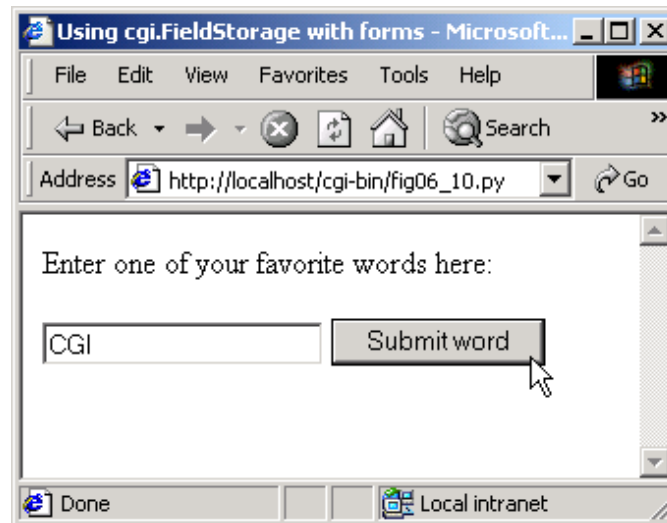 Using cgi.FieldStorage with forms - Microsoft...
File Edit View Favorites Tools Help
Back Search »
Address http://localhost/cgi-bin/fig06_10.py Go
Enter one of your favorite words here:
CGI Submit word
Done Local intranet